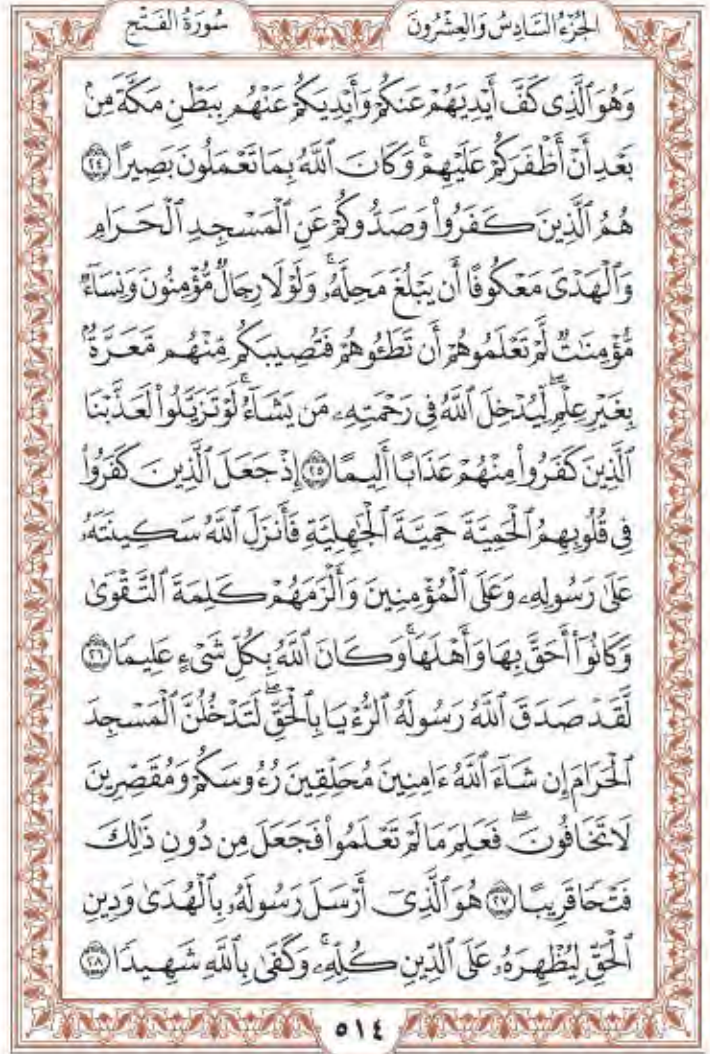 الجُزْءُ السَّادِسُ وَالعِشْرُونَ
سُورَةُ الفَتْحِ
وَهُوَ ٱلَّذِى كَفَّ أَيْدِيَهُمْ عَنكُمْ وَأَيْدِيَكُمْ عَنْهُم بِبَطْنِ مَكَّةَ مِنۢ
بَعْدِ أَنْ أَظْفَرَكُمْ عَلَيْهِمْ ۚ وَكَانَ ٱللَّهُ بِمَا تَعْمَلُونَ بَصِيرًا ٢٤
هُمُ ٱلَّذِينَ كَفَرُوا۟ وَصَدُّوكُمْ عَنِ ٱلْمَسْجِدِ ٱلْحَرَامِ
وَٱلْهَدْىَ مَعْكُوفًا أَن يَبْلُغَ مَحِلَّهُۥ ۚ وَلَوْلَا رِجَالٌ مُّؤْمِنُونَ وَنِسَآءٌ
مُّؤْمِنَـٰتٌ لَّمْ تَعْلَمُوهُمْ أَن تَطَـُٔوهُمْ فَتُصِيبَكُم مِّنْهُم مَّعَرَّةٌۢ
بِغَيْرِ عِلْمٍ ۖ لِّيُدْخِلَ ٱللَّهُ فِى رَحْمَتِهِۦ مَن يَشَآءُ ۚ لَوْ تَزَيَّلُوا۟ لَعَذَّبْنَا
ٱلَّذِينَ كَفَرُوا۟ مِنْهُمْ عَذَابًا أَلِيمًا ٢٥ إِذْ جَعَلَ ٱلَّذِينَ كَفَرُوا۟
فِى قُلُوبِهِمُ ٱلْحَمِيَّةَ حَمِيَّةَ ٱلْجَـٰهِلِيَّةِ فَأَنزَلَ ٱللَّهُ سَكِينَتَهُۥ
عَلَىٰ رَسُولِهِۦ وَعَلَى ٱلْمُؤْمِنِينَ وَأَلْزَمَهُمْ كَلِمَةَ ٱلتَّقْوَىٰ
وَكَانُوٓا۟ أَحَقَّ بِهَا وَأَهْلَهَا ۚ وَكَانَ ٱللَّهُ بِكُلِّ شَىْءٍ عَلِيمًا ٢٦
لَّقَدْ صَدَقَ ٱللَّهُ رَسُولَهُ ٱلرُّءْيَا بِٱلْحَقِّ ۖ لَتَدْخُلُنَّ ٱلْمَسْجِدَ
ٱلْحَرَامَ إِن شَآءَ ٱللَّهُ ءَامِنِينَ مُحَلِّقِينَ رُءُوسَكُمْ وَمُقَصِّرِينَ
لَا تَخَافُونَ ۖ فَعَلِمَ مَا لَمْ تَعْلَمُوا۟ فَجَعَلَ مِن دُونِ ذَٰلِكَ
فَتْحًا قَرِيبًا ٢٧ هُوَ ٱلَّذِىٓ أَرْسَلَ رَسُولَهُۥ بِٱلْهُدَىٰ وَدِينِ
ٱلْحَقِّ لِيُظْهِرَهُۥ عَلَى ٱلدِّينِ كُلِّهِۦ ۚ وَكَفَىٰ بِٱللَّهِ شَهِيدًا ٢٨
٥١٤